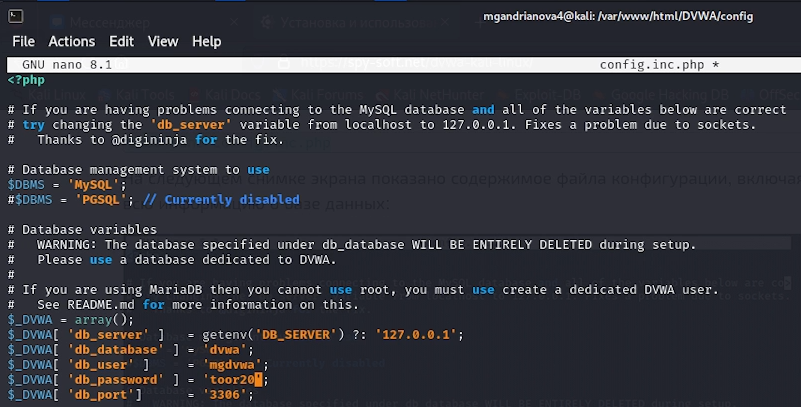 mgandrianova4@kali: /var/www/html/DVWA/config
File Actions Edit View Help
GNU nano 8.1 config.inc.php *
<?php
# If you are having problems connecting to the MySQL database and all of the variables below are correct
# try changing the 'db_server' variable from localhost to 127.0.0.1. Fixes a problem due to sockets.
#   Thanks to @digininja for the fix.
# Database management system to use
$DBMS = 'MySQL';
#$DBMS = 'PGSQL'; // Currently disabled
# Database variables
#   WARNING: The database specified under db_database WILL BE ENTIRELY DELETED during setup.
#   Please use a database dedicated to DVWA.
#
# If you are using MariaDB then you cannot use root, you must use create a dedicated DVWA user.
#   See README.md for more information on this.
$_DVWA = array();
$_DVWA[ 'db_server' ]   = getenv('DB_SERVER') ?: '127.0.0.1';
$_DVWA[ 'db_database' ] = 'dvwa';
$_DVWA[ 'db_user' ]     = 'mgdvwa';
$_DVWA[ 'db_password' ] = 'toor20';
$_DVWA[ 'db_port']      = '3306';